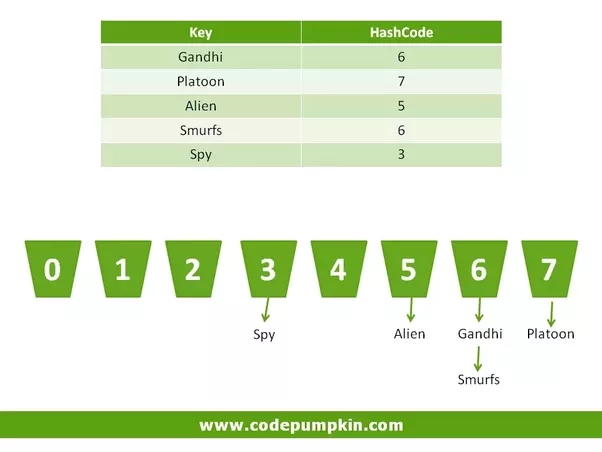 Key HashCode
Gandhi 6
Platoon 7
Alien 5
Smurfs 6
Spy 3
0 1 2 3 4 5 6 7
Spy Alien Gandhi Platoon
Smurfs
www.codepumpkin.com